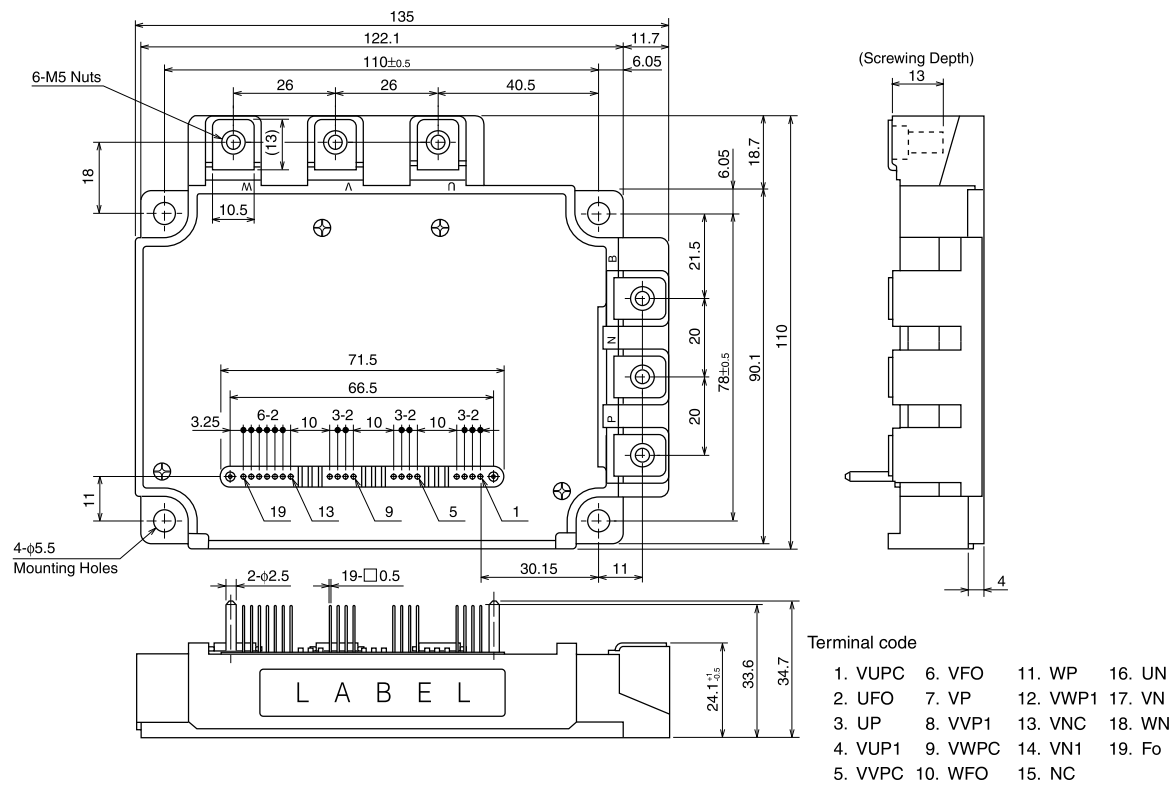 135
122.1
11.7
110±0.5
6.05
6-M5 Nuts
26
26
40.5
(Screwing Depth)
13
(13)
18
10.5
W
V
U
6.05
18.7
B
21.5
N
20
P
20
78±0.5
90.1
110
71.5
66.5
3.25
6-2
10
3-2
10
3-2
10
3-2
11
19
13
9
5
1
4-ϕ5.5
Mounting Holes
30.15
11
4
2-ϕ2.5
19-□0.5
LABEL
24.1 +1 -0.5
33.6
34.7
Terminal code
1. VUPC 6. VFO 11. WP 16. UN
2. UFO 7. VP 12. VWP1 17. VN
3. UP 8. VVP1 13. VNC 18. WN
4. VUP1 9. VWPC 14. VN1 19. Fo
5. VVPC 10. WFO 15. NC